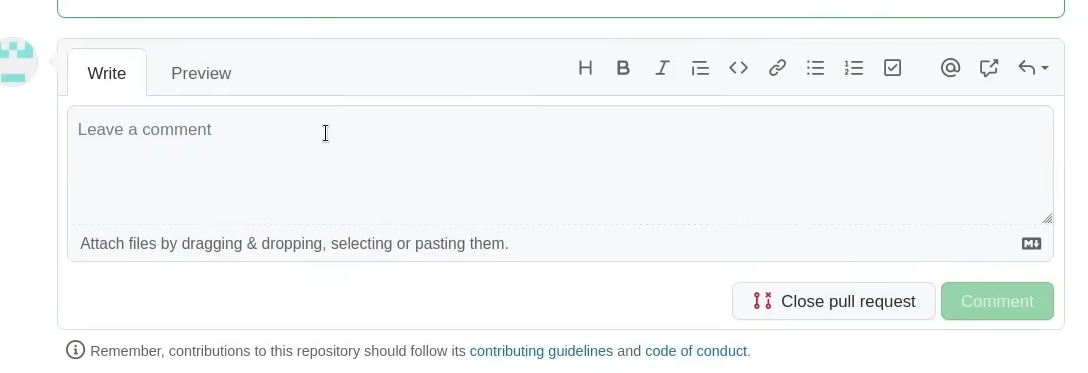 Write Preview H B I <> @
Leave a comment
Attach files by dragging & dropping, selecting or pasting them. M↓
Close pull request Comment
Remember, contributions to this repository should follow its contributing guidelines and code of conduct.